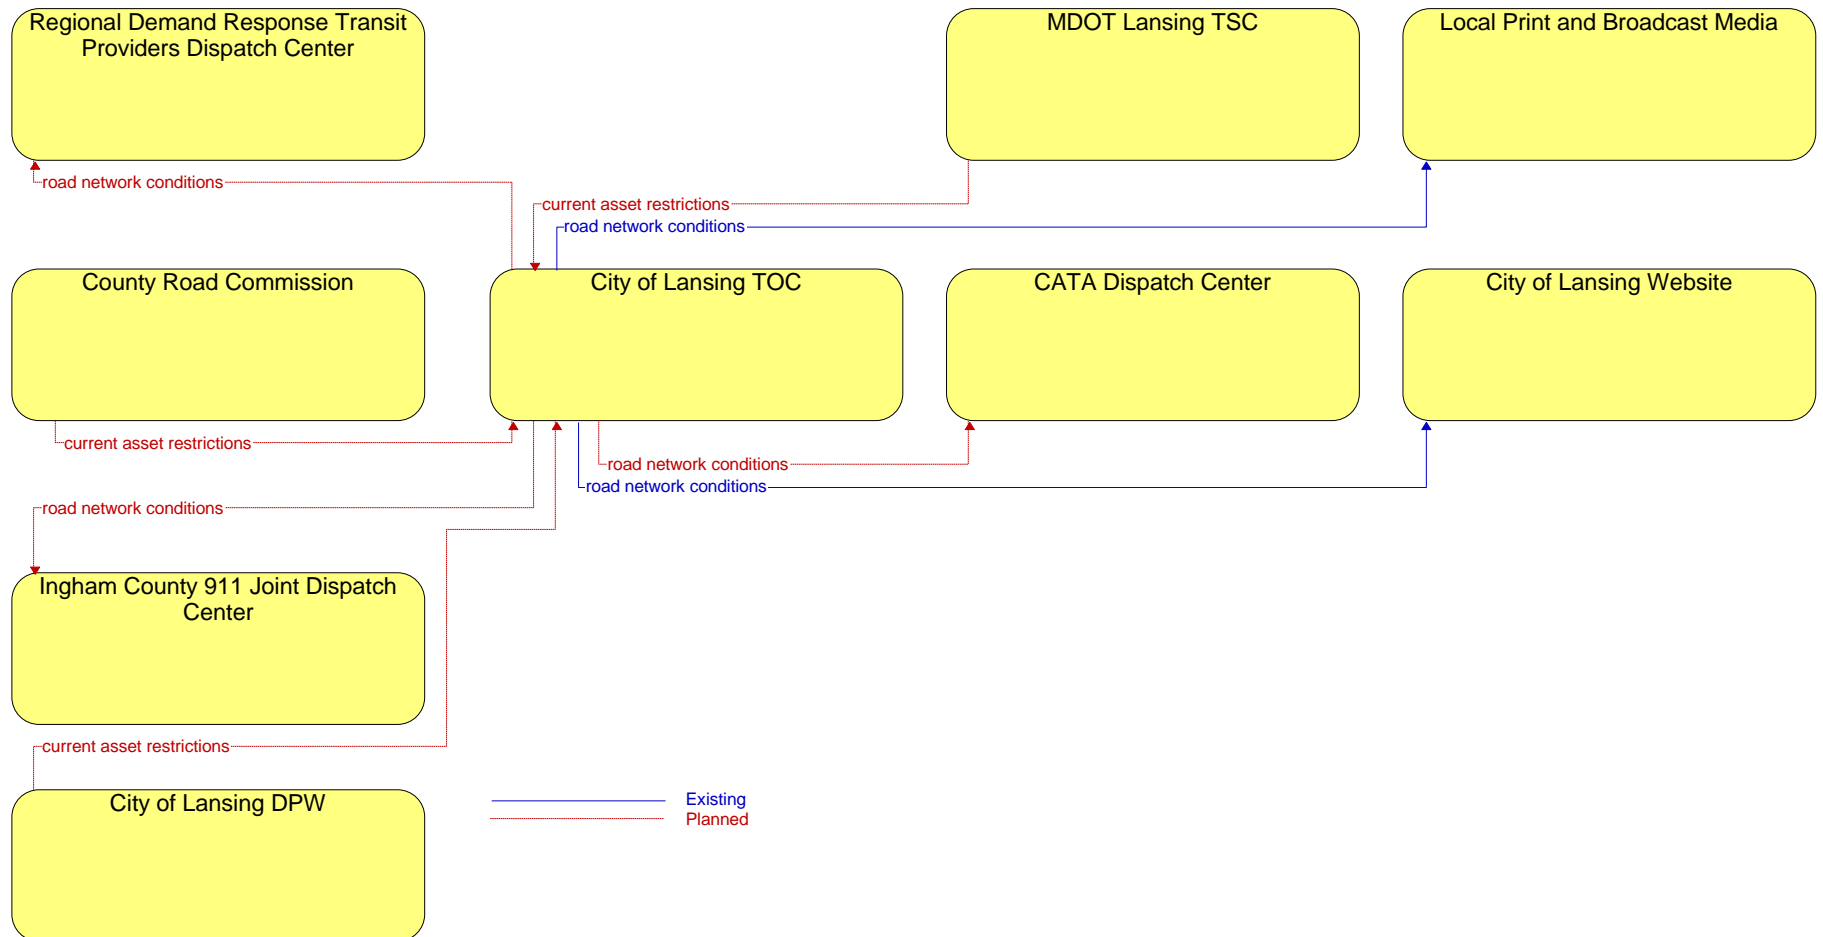 Regional Demand Response Transit
Providers Dispatch Center
MDOT Lansing TSC
Local Print and Broadcast Media
road network conditions
current asset restrictions
road network conditions
County Road Commission
City of Lansing TOC
CATA Dispatch Center
City of Lansing Website
current asset restrictions
road network conditions
road network conditions
road network conditions
Ingham County 911 Joint Dispatch
Center
current asset restrictions
City of Lansing DPW
Existing
Planned